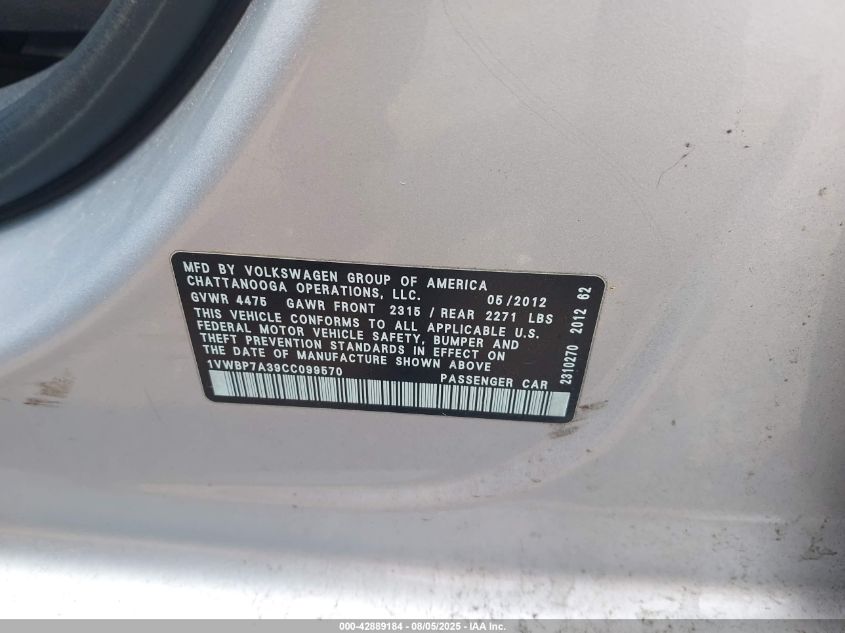 MFD BY VOLKSWAGEN GROUP OF AMERICA
CHATTANOOGA OPERATIONS, LLC. 05/2012
GVWR 4475 GAWR FRONT 2315 / REAR 2271 LBS
THIS VEHICLE CONFORMS TO ALL APPLICABLE U.S.
FEDERAL MOTOR VEHICLE SAFETY, BUMPER AND
THEFT PREVENTION STANDARDS IN EFFECT ON
THE DATE OF MANUFACTURE SHOWN ABOVE
1VWBP7A39CC099570 PASSENGER CAR
2310270 2012 62
000-42889184 - 08/05/2025 - IAA Inc.